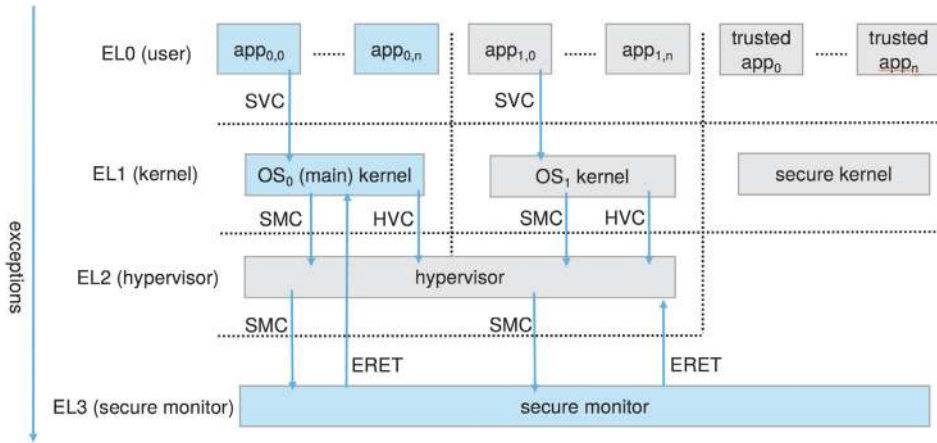 EL0 (user)
app0,0 ........ app0,n
app1,0 ........ app1,n
trusted
app0
........
trusted
appn
SVC
SVC
EL1 (kernel)
OS0 (main) kernel
OS1 kernel
secure kernel
SMC
HVC
SMC
HVC
exceptions
EL2 (hypervisor)
hypervisor
SMC
SMC
ERET
ERET
EL3 (secure monitor)
secure monitor